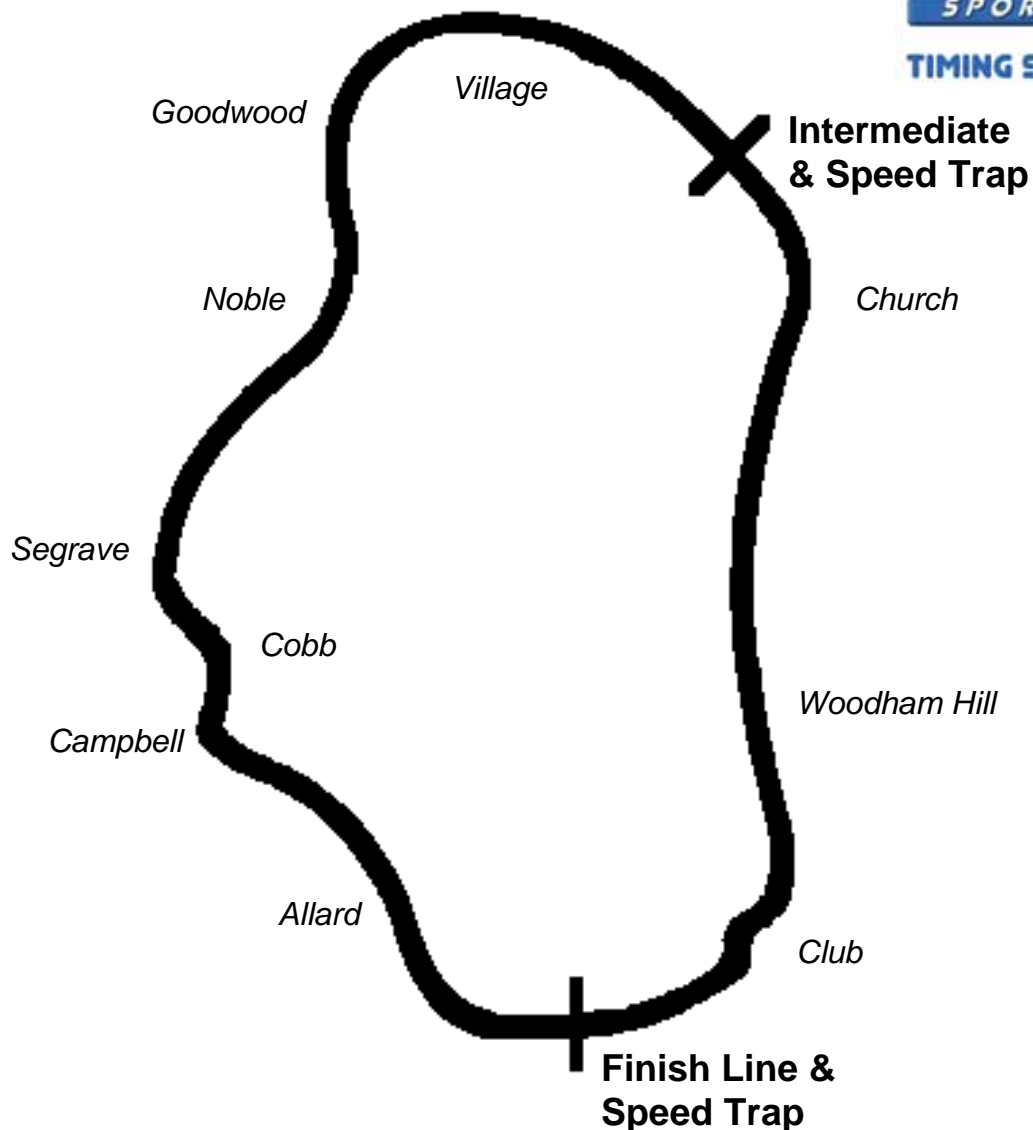 SPOR
TIMING S
Village
Goodwood
Intermediate
& Speed Trap
Noble
Church
Segrave
Cobb
Woodham Hill
Campbell
Allard
Club
Finish Line &
Speed Trap